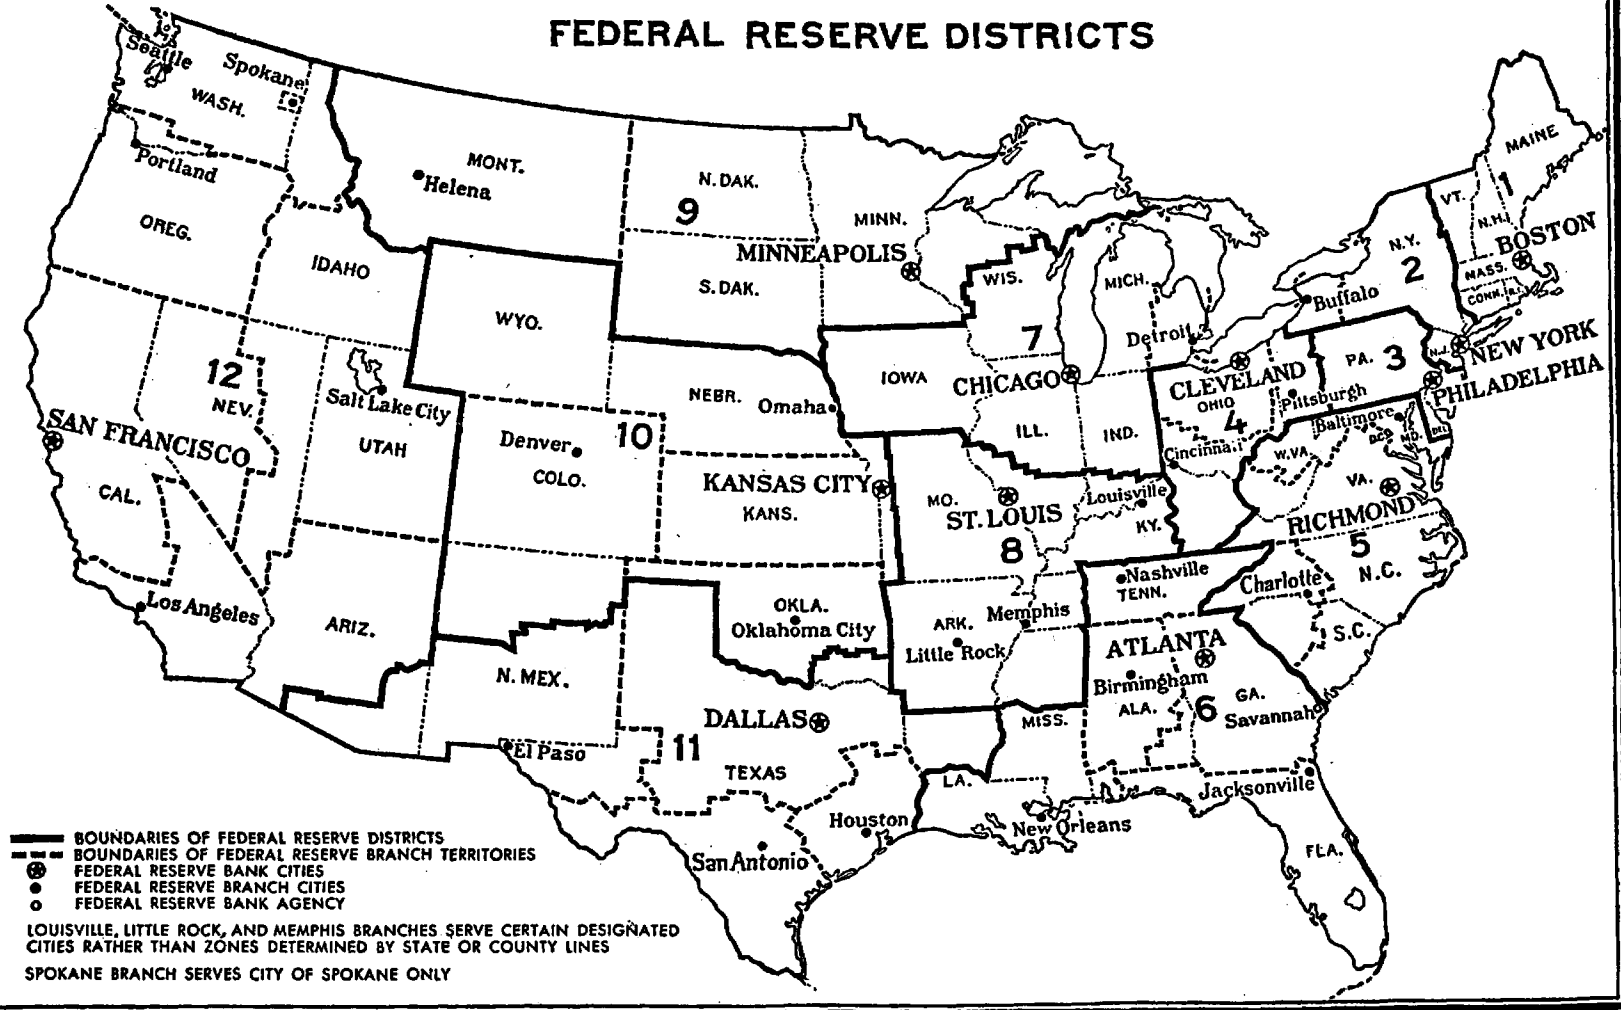 FEDERAL RESERVE DISTRICTS
Seattle
Spokane
WASH.
Portland
OREG.
IDAHO
MONT.
Helena
N. DAK.
9
S. DAK.
MINN.
MINNEAPOLIS
WYO.
WIS.
MICH.
7
Detroit
IOWA
CHICAGO
ILL.
IND.
MAINE
VT.
1
N.H.
BOSTON
MASS.
CONN.
R.I.
N.Y.
2
Buffalo
NEW YORK
N.J.
PA.
3
PHILADELPHIA
CLEVELAND
OHIO
4
Pittsburgh
Cincinnati
Baltimore
D.C.
MD.
DEL.
W. VA.
VA.
RICHMOND
5
N.C.
Charlotte
S.C.
12
NEV.
SAN FRANCISCO
CAL.
Los Angeles
Salt Lake City
UTAH
ARIZ.
NEBR.
Omaha
10
Denver
COLO.
KANSAS CITY
KANS.
MO.
ST. LOUIS
8
Louisville
KY.
OKLA.
Oklahoma City
ARK.
Little Rock
Memphis
Nashville
TENN.
ATLANTA
Birmingham
ALA.
6
GA.
Savannah
MISS.
LA.
New Orleans
Jacksonville
FLA.
N. MEX.
El Paso
DALLAS
11
TEXAS
Houston
San Antonio
BOUNDARIES OF FEDERAL RESERVE DISTRICTS
BOUNDARIES OF FEDERAL RESERVE BRANCH TERRITORIES
FEDERAL RESERVE BANK CITIES
FEDERAL RESERVE BRANCH CITIES
FEDERAL RESERVE BANK AGENCY
LOUISVILLE, LITTLE ROCK, AND MEMPHIS BRANCHES SERVE CERTAIN DESIGNATED
CITIES RATHER THAN ZONES DETERMINED BY STATE OR COUNTY LINES
SPOKANE BRANCH SERVES CITY OF SPOKANE ONLY